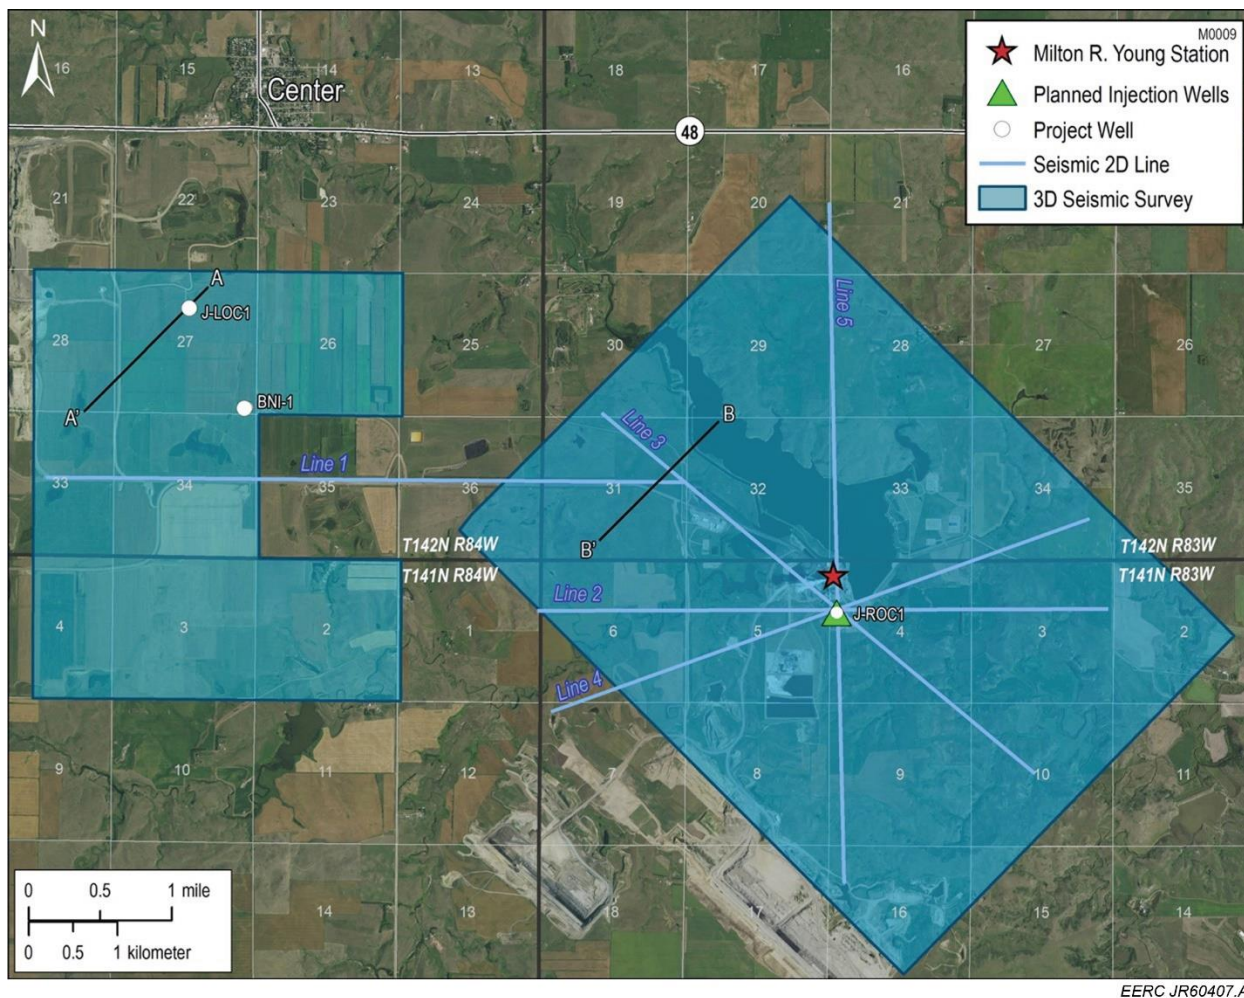 N
M0009
Milton R. Young Station
Planned Injection Wells
Project Well
Seismic 2D Line
3D Seismic Survey
16 15 14 13 18 17 16
Center
48
21 22 23 24 19 20 21
A
J-LOC1
28 27 26 25 30 29 28 27 26
Line 5
A'
BNI-1
B
Line 3
Line 1
33 34 35 36 31 32 33 34 35
B'
T142N R84W T142N R83W
T141N R84W T141N R83W
Line 2
J-ROC1
4 3 2 1 6 5 4 3 2
Line 4
9 10 11 12 7 8 9 10 11
0 0.5 1 mile
0 0.5 1 kilometer
14 13 18 17 16 15 14
EERC JR60407.A